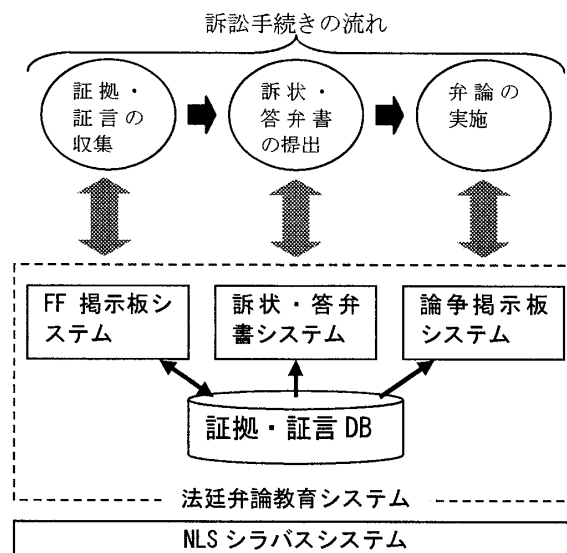 訴訟手続きの流れ
証拠・
証言の
収集
訴状・
答弁書
の提出
弁論の
実施
FF 掲示板シ
ステム
訴状・答弁
書システム
論争掲示板
システム
証拠・証言 DB
法廷弁論教育システム
NLS シラバスシステム